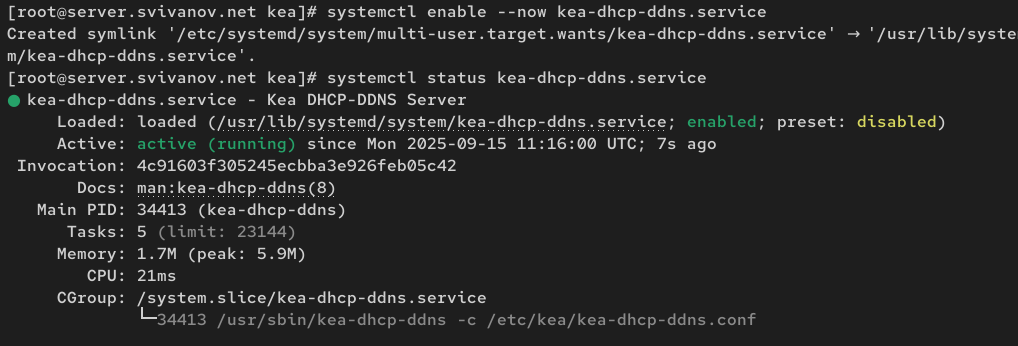 [root@server.svivanov.net kea]# systemctl enable --now kea-dhcp-ddns.service
Created symlink '/etc/systemd/system/multi-user.target.wants/kea-dhcp-ddns.service' → '/usr/lib/syste
m/kea-dhcp-ddns.service'.
[root@server.svivanov.net kea]# systemctl status kea-dhcp-ddns.service
● kea-dhcp-ddns.service - Kea DHCP-DDNS Server
Loaded: loaded (/usr/lib/systemd/system/kea-dhcp-ddns.service; enabled; preset: disabled)
Active: active (running) since Mon 2025-09-15 11:16:00 UTC; 7s ago
Invocation: 4c91603f305245ecbba3e926feb05c42
Docs: man:kea-dhcp-ddns(8)
Main PID: 34413 (kea-dhcp-ddns)
Tasks: 5 (limit: 23144)
Memory: 1.7M (peak: 5.9M)
CPU: 21ms
CGroup: /system.slice/kea-dhcp-ddns.service
└─34413 /usr/sbin/kea-dhcp-ddns -c /etc/kea/kea-dhcp-ddns.conf